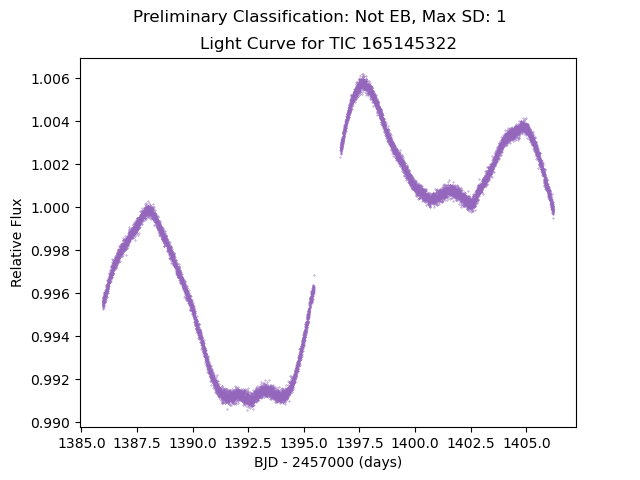 Preliminary Classification: Not EB, Max SD: 1
Light Curve for TIC 165145322
1.006
1.004
1.002
1.000
0.998
0.996
0.994
0.992
0.990
Relative Flux
1385.0 1387.5 1390.0 1392.5 1395.0 1397.5 1400.0 1402.5 1405.0
BJD - 2457000 (days)